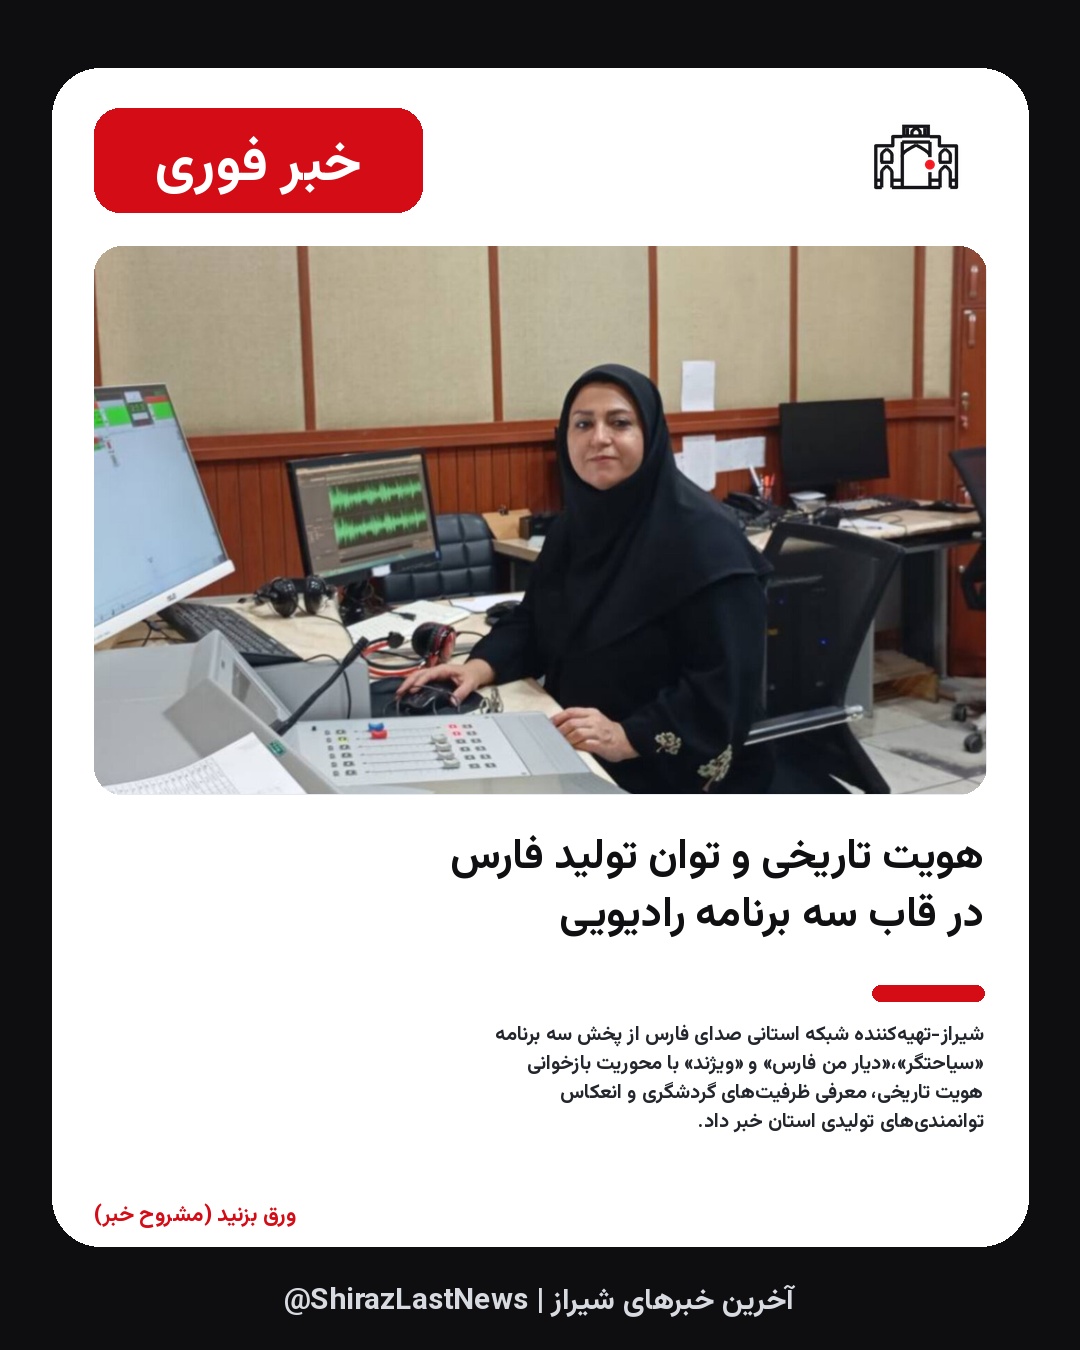 خبر فوری
هویت تاریخی و توان تولید فارس
در قاب سه برنامه رادیویی
شیراز-تهیه‌کننده شبکه استانی صدای فارس از پخش سه برنامه
«سیاحتگر»،«دیار من فارس» و «ویژند» با محوریت بازخوانی
هویت تاریخی، معرفی ظرفیت‌های گردشگری و انعکاس
توانمندی‌های تولیدی استان خبر داد.
ورق بزنید (مشروح خبر)
آخرین خبرهای شیراز | @ShirazLastNews